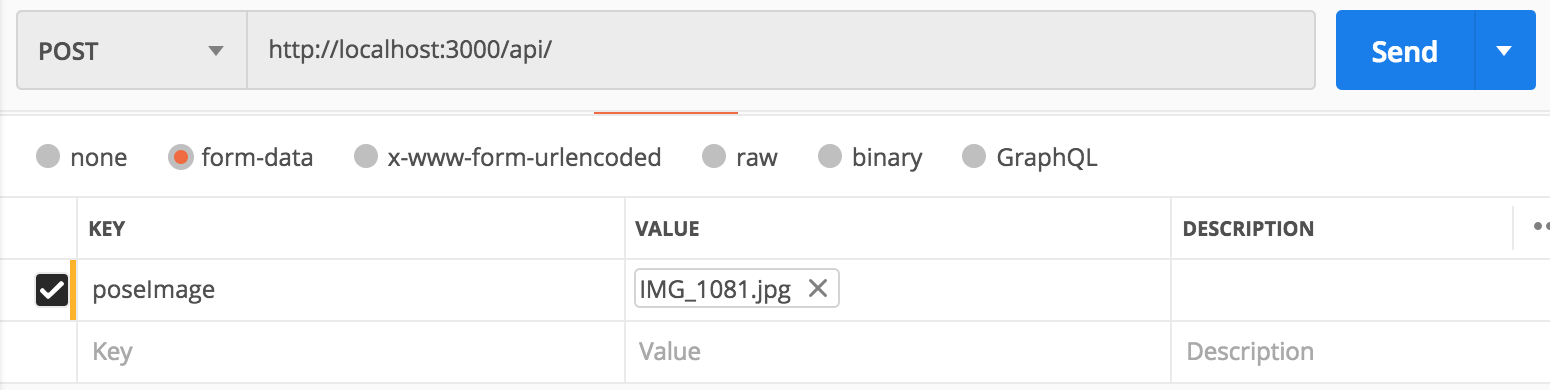 POST http://localhost:3000/api/ Send
none form-data x-www-form-urlencoded raw binary GraphQL
KEY VALUE DESCRIPTION
poseImage IMG_1081.jpg
Key Value Description